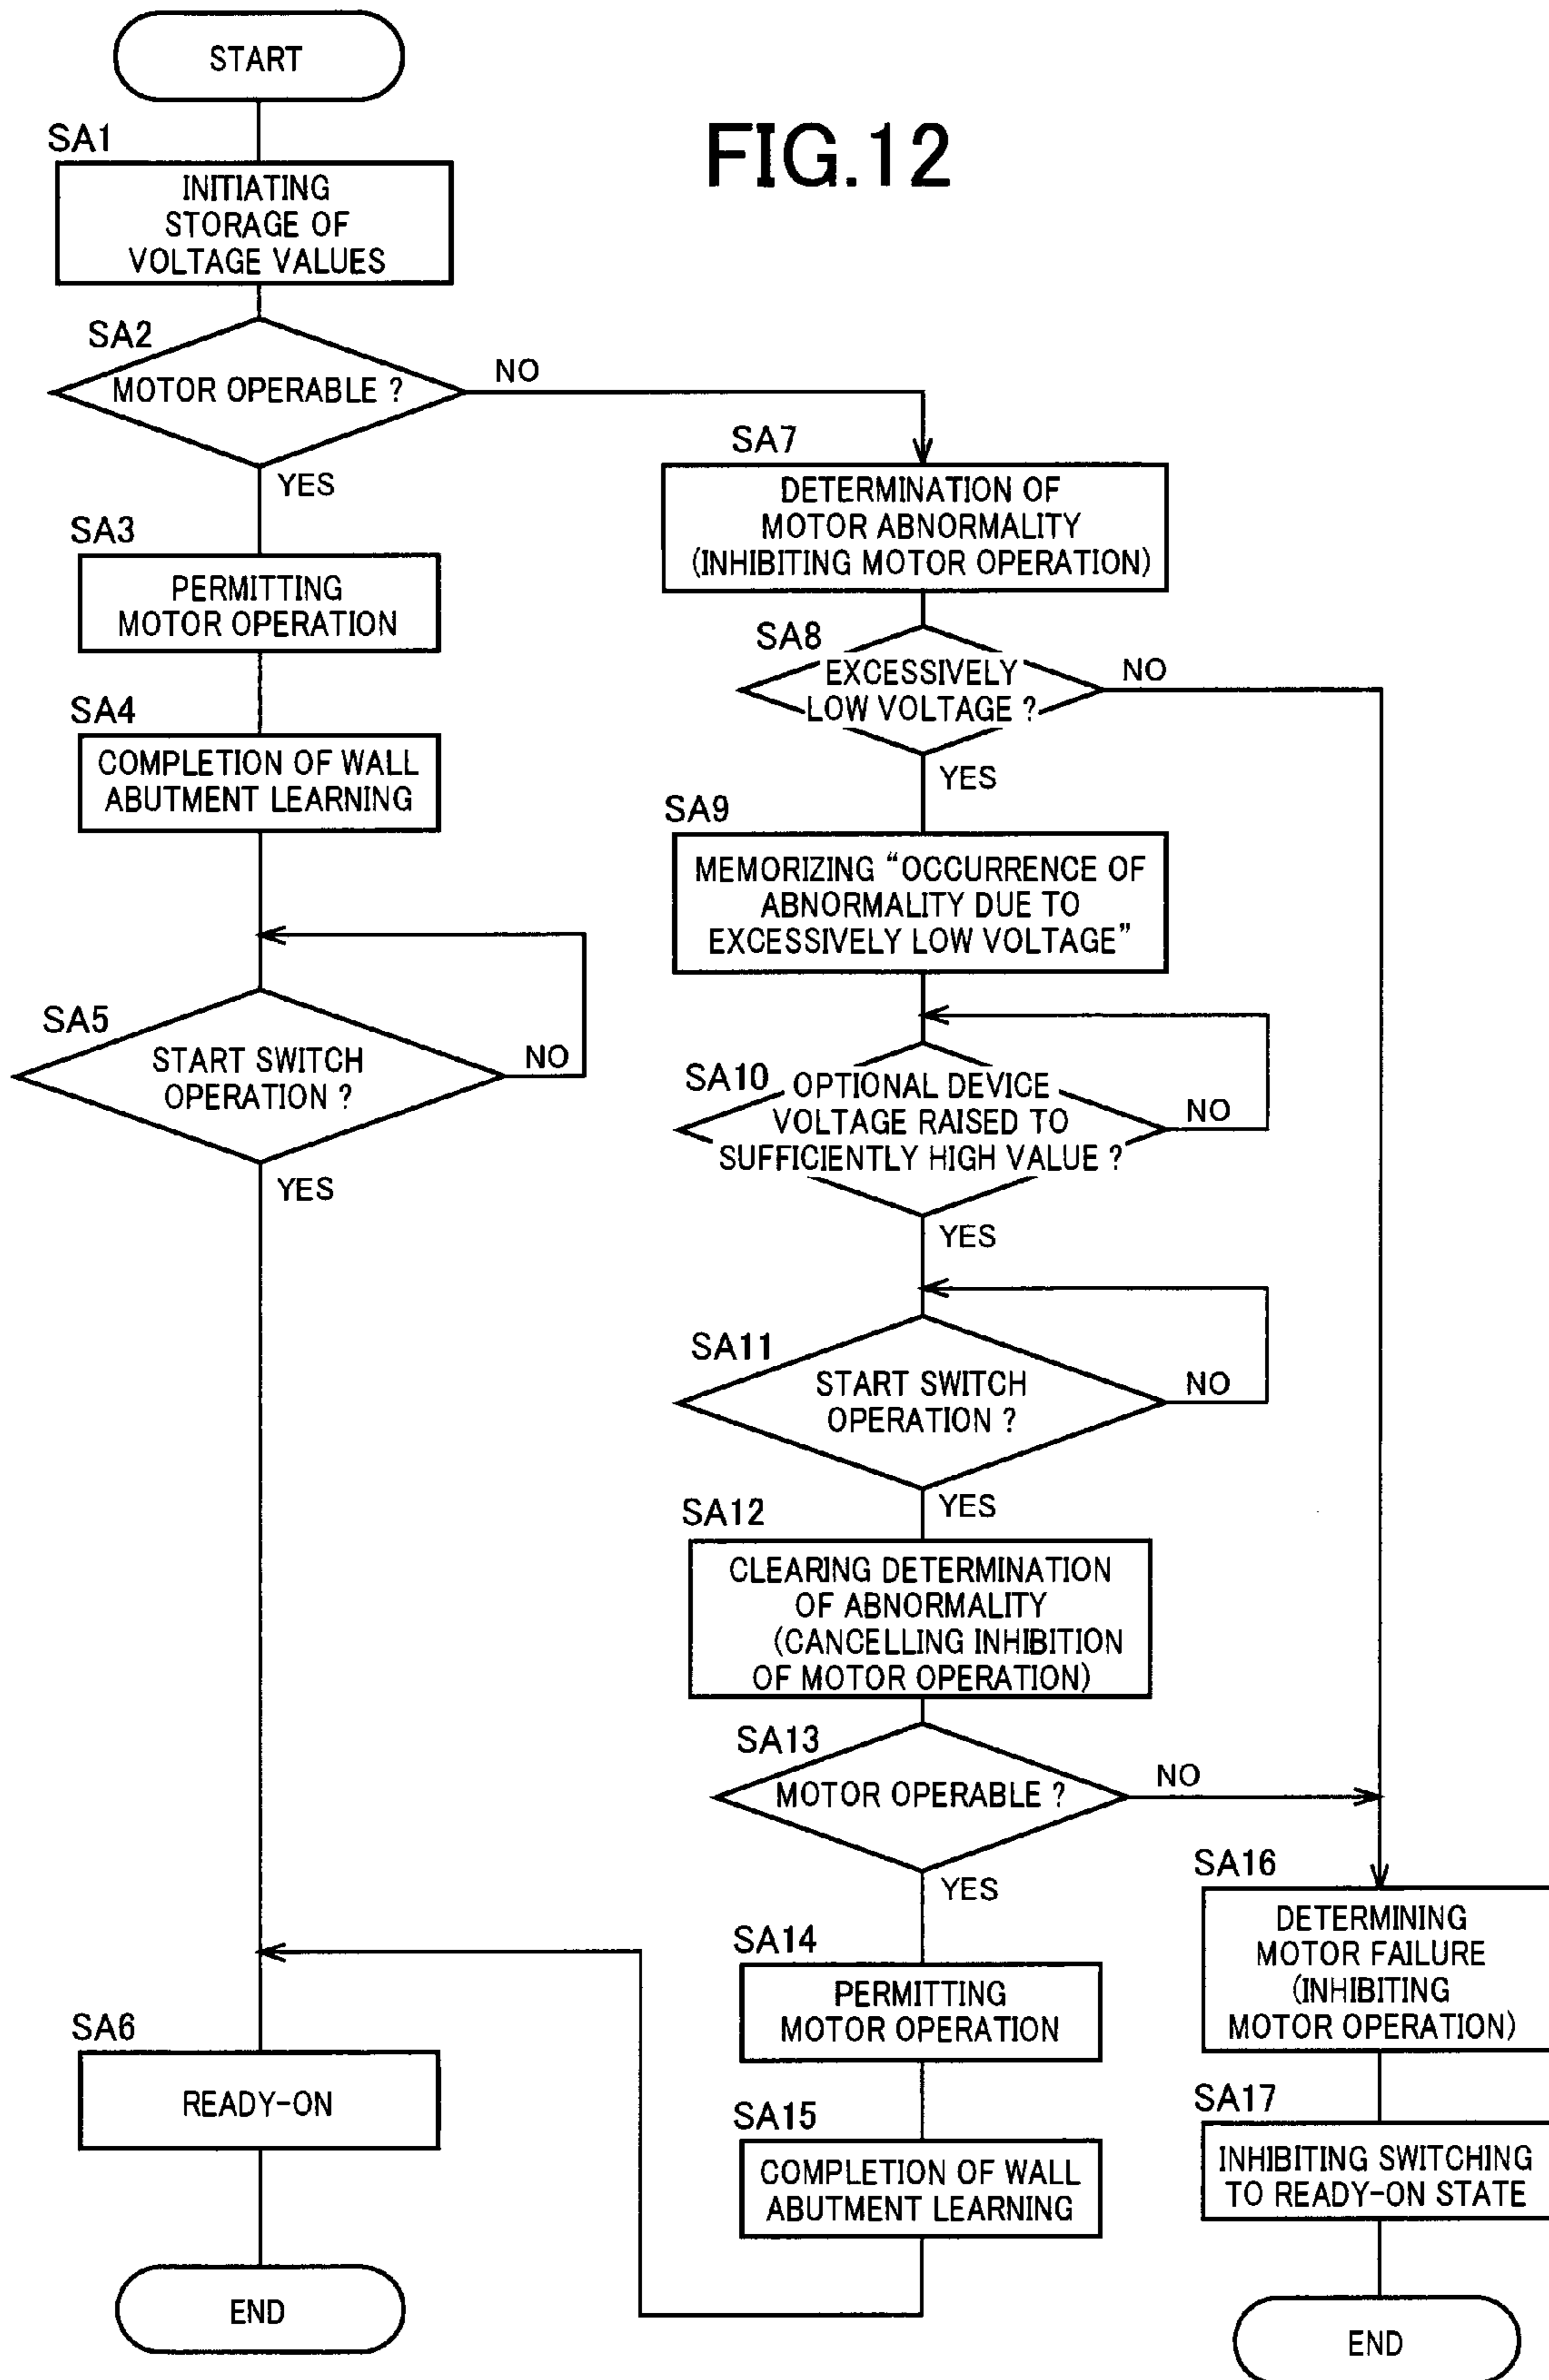 START
FIG.12
SA1
INITIATING
STORAGE OF
VOLTAGE VALUES
SA2
MOTOR OPERABLE ?
NO
YES
SA3
PERMITTING
MOTOR OPERATION
SA4
COMPLETION OF WALL
ABUTMENT LEARNING
SA5
START SWITCH
OPERATION ?
NO
YES
SA6
READY-ON
END
SA7
DETERMINATION OF
MOTOR ABNORMALITY
(INHIBITING MOTOR OPERATION)
SA8
EXCESSIVELY
LOW VOLTAGE ?
NO
YES
SA9
MEMORIZING “OCCURRENCE OF
ABNORMALITY DUE TO
EXCESSIVELY LOW VOLTAGE”
SA10
OPTIONAL DEVICE
VOLTAGE RAISED TO
SUFFICIENTLY HIGH VALUE ?
NO
YES
SA11
START SWITCH
OPERATION ?
NO
YES
SA12
CLEARING DETERMINATION
OF ABNORMALITY
(CANCELLING INHIBITION
OF MOTOR OPERATION)
SA13
MOTOR OPERABLE ?
NO
YES
SA14
PERMITTING
MOTOR OPERATION
SA15
COMPLETION OF WALL
ABUTMENT LEARNING
SA16
DETERMINING
MOTOR FAILURE
(INHIBITING
MOTOR OPERATION)
SA17
INHIBITING SWITCHING
TO READY-ON STATE
END